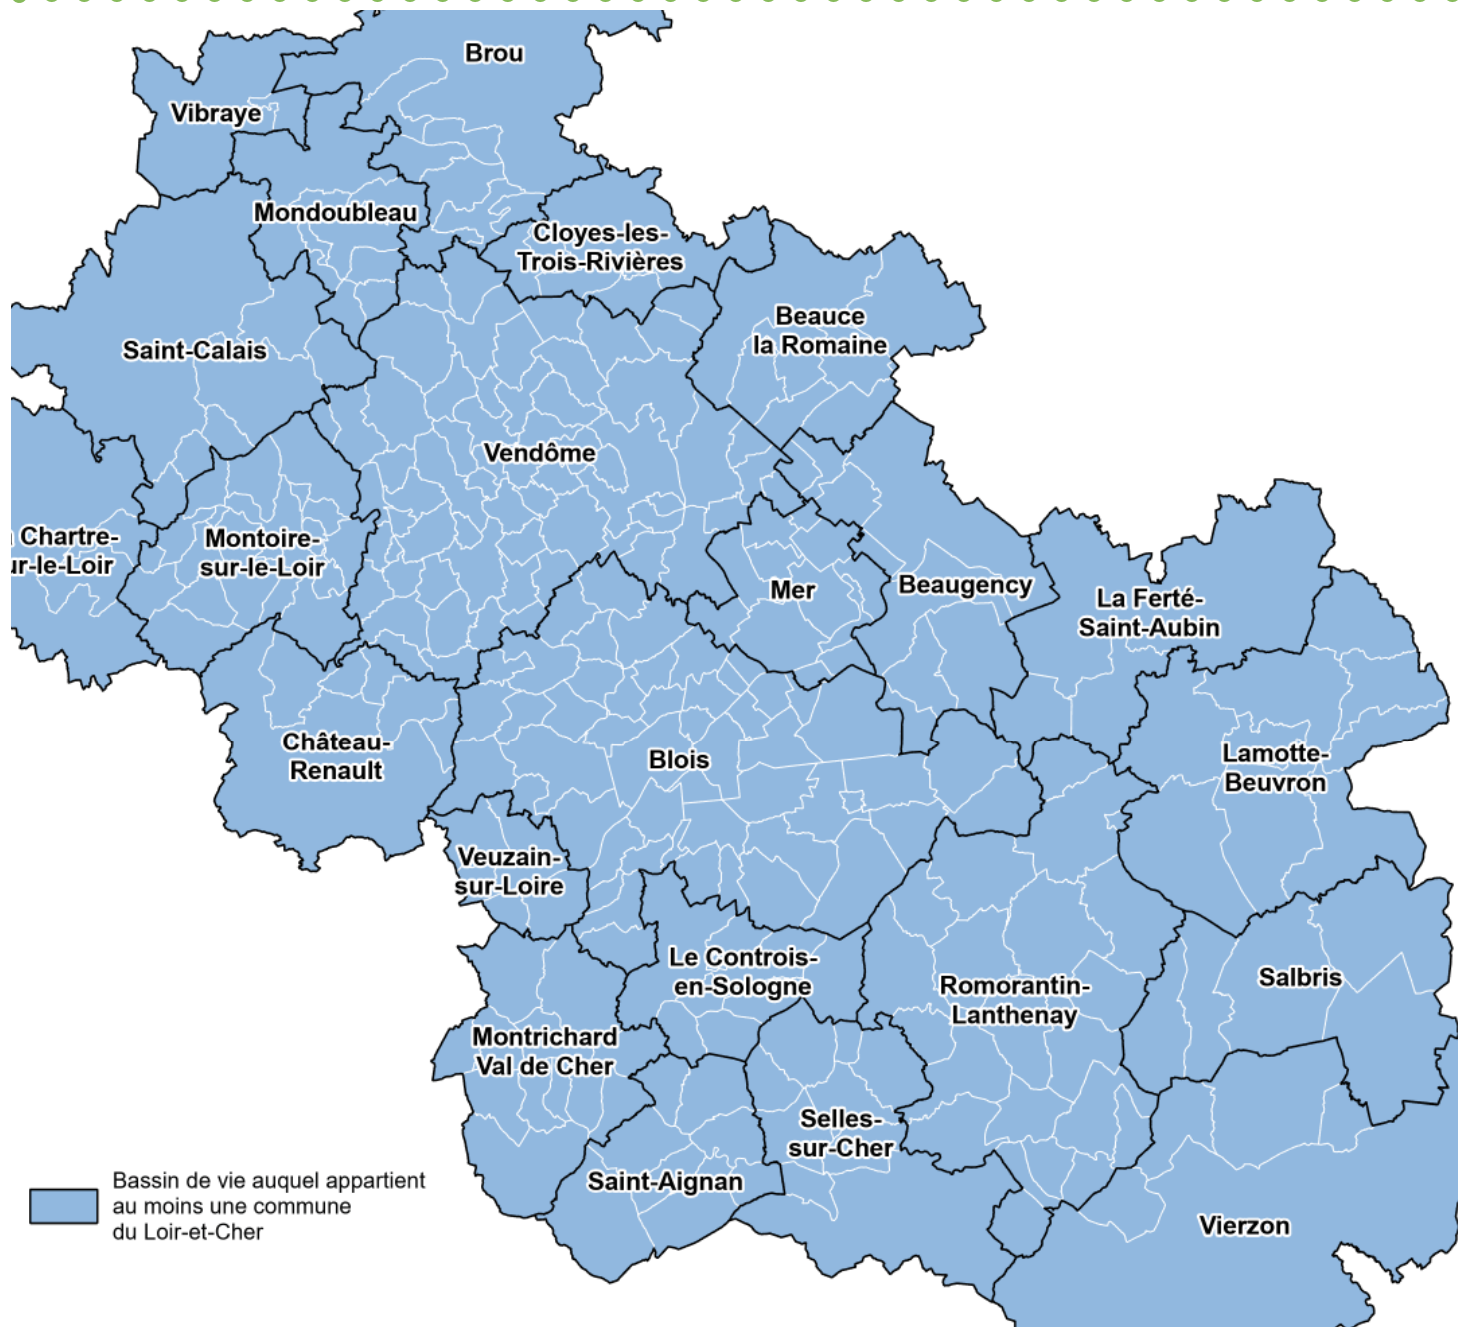 Brou
Vibraye
Mondoubleau
Cloyes-les-
Trois-Rivières
Beauce
la Romaine
Saint-Calais
Vendôme
Chartre-
ur-le-Loir
Montoire-
sur-le-Loir
Mer
Beaugency
La Ferté-
Saint-Aubin
Château-
Renault
Blois
Lamotte-
Beuvron
Veuzain-
sur-Loire
Le Controis-
en-Sologne
Romorantin-
Lanthenay
Salbris
Montrichard
Val de Cher
Selles-
sur-Cher
Saint-Aignan
Vierzon
Bassin de vie auquel appartient
au moins une commune
du Loir-et-Cher